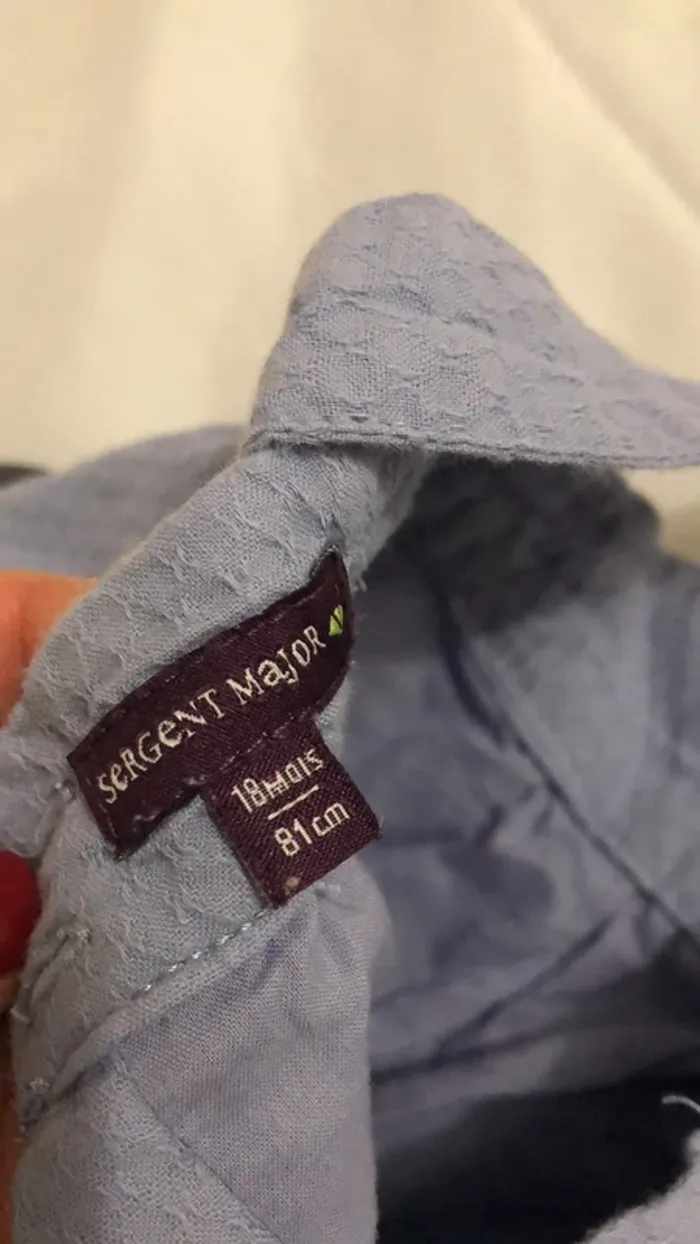 SeRGeNT MajoR
18MOIS
81cm